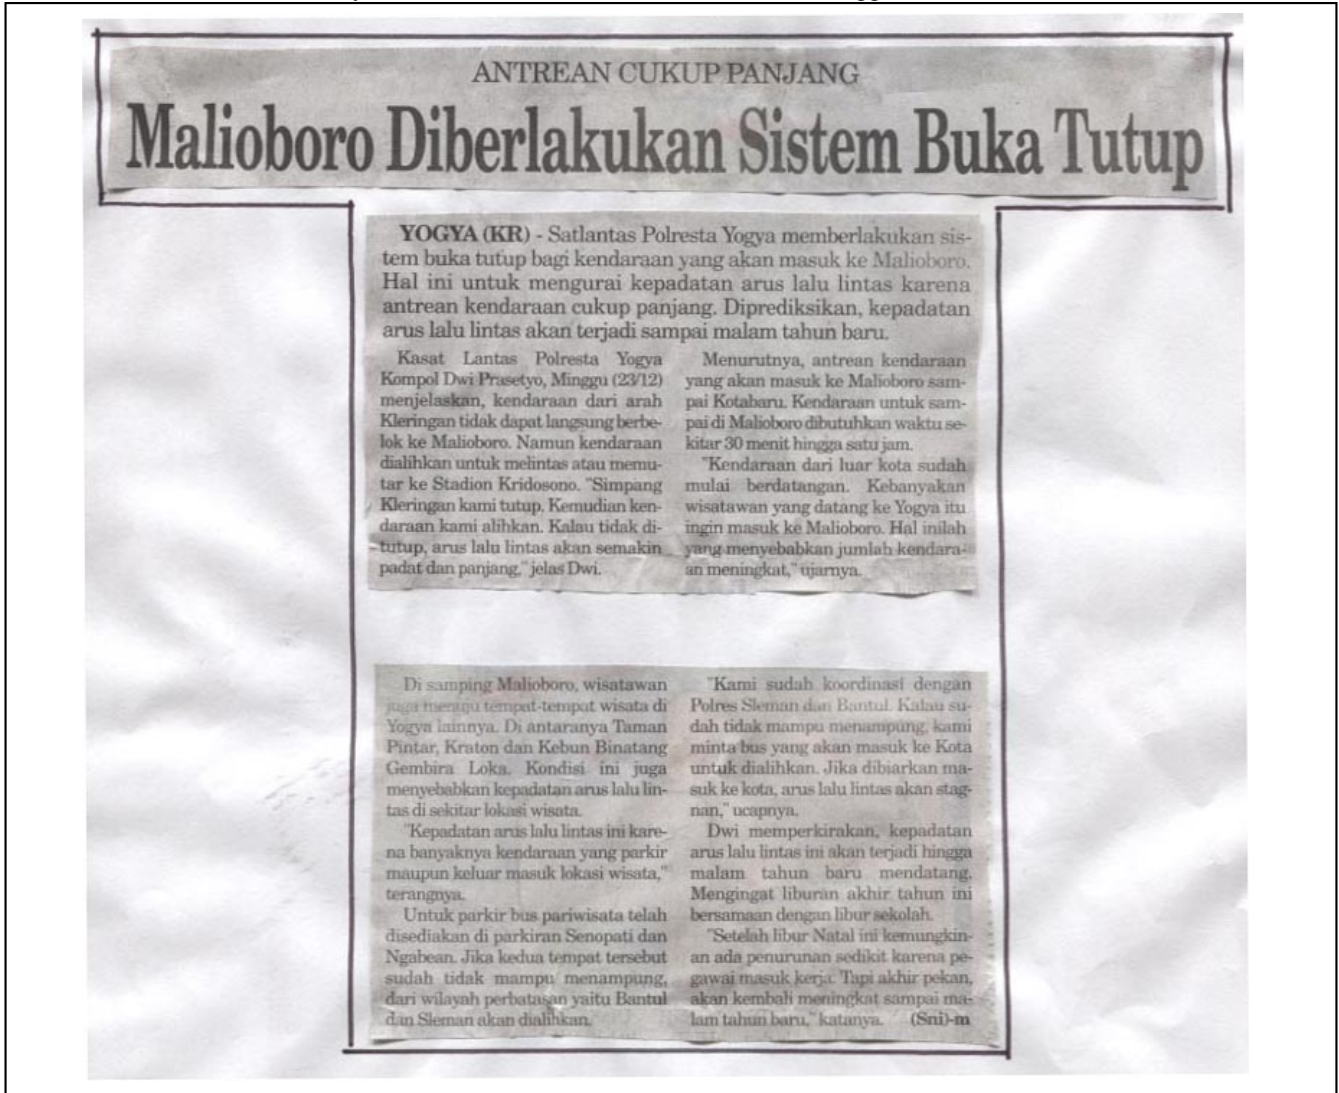 ANTREAN CUKUP PANJANG
Malioboro Diberlakukan Sistem Buka Tutup
YOGYA (KR) - Satlantas Polresta Yogya memberlakukan sis-
tem buka tutup bagi kendaraan yang akan masuk ke Malioboro.
Hal ini untuk mengurai kepadatan arus lalu lintas karena
antrean kendaraan cukup panjang. Diprediksikan, kepadatan
arus lalu lintas akan terjadi sampai malam tahun baru.
Kasat Lantas Polresta Yogya
Kompol Dwi Prasetyo, Minggu (23/12)
menjelaskan, kendaraan dari arah
Kleringan tidak dapat langsung berbe-
lok ke Malioboro. Namun kendaraan
dialihkan untuk melintas atau memu-
tar ke Stadion Kridosono. "Simpang
Kleringan kami tutup. Kemudian ken-
daraan kami alihkan. Kalau tidak di-
tutup, arus lalu lintas akan semakin
padat dan panjang," jelas Dwi.
Menurutnya, antrean kendaraan
yang akan masuk ke Malioboro sam-
pai Kotabaru. Kendaraan untuk sam-
pai di Malioboro dibutuhkan waktu se-
kitar 30 menit hingga satu jam.
"Kendaraan dari luar kota sudah
mulai berdatangan. Kebanyakan
wisatawan yang datang ke Yogya itu
ingin masuk ke Malioboro. Hal inilah
yang menyebabkan jumlah kendara-
an meningkat," ujarnya.
Di samping Malioboro, wisatawan
juga menuju tempat-tempat wisata di
Yogya lainnya. Di antaranya Taman
Pintar, Kraton dan Kebun Binatang
Gembira Loka. Kondisi ini juga
menyebabkan kepadatan arus lalu lin-
tas di sekitar lokasi wisata.
"Kepadatan arus lalu lintas ini kare-
na banyaknya kendaraan yang parkir
maupun keluar masuk lokasi wisata,"
terangnya.
Untuk parkir bus pariwisata telah
disediakan di parkiran Senopati dan
Ngabean. Jika kedua tempat tersebut
sudah tidak mampu menampung,
dari wilayah perbatasan yaitu Bantul
dan Sleman akan dialihkan.
"Kami sudah koordinasi dengan
Polres Sleman dan Bantul. Kalau su-
dah tidak mampu menampung, kami
minta bus yang akan masuk ke Kota
untuk dialihkan. Jika dibiarkan ma-
suk ke kota, arus lalu lintas akan stag-
nan," ucapnya.
Dwi memperkirakan, kepadatan
arus lalu lintas ini akan terjadi hingga
malam tahun baru mendatang.
Mengingat liburan akhir tahun ini
bersamaan dengan libur sekolah.
"Setelah libur Natal ini kemungkin-
an ada penurunan sedikit karena pe-
gawai masuk kerja. Tapi akhir pekan,
akan kembali meningkat sampai ma-
lam tahun baru," katanya. (Sni)-m